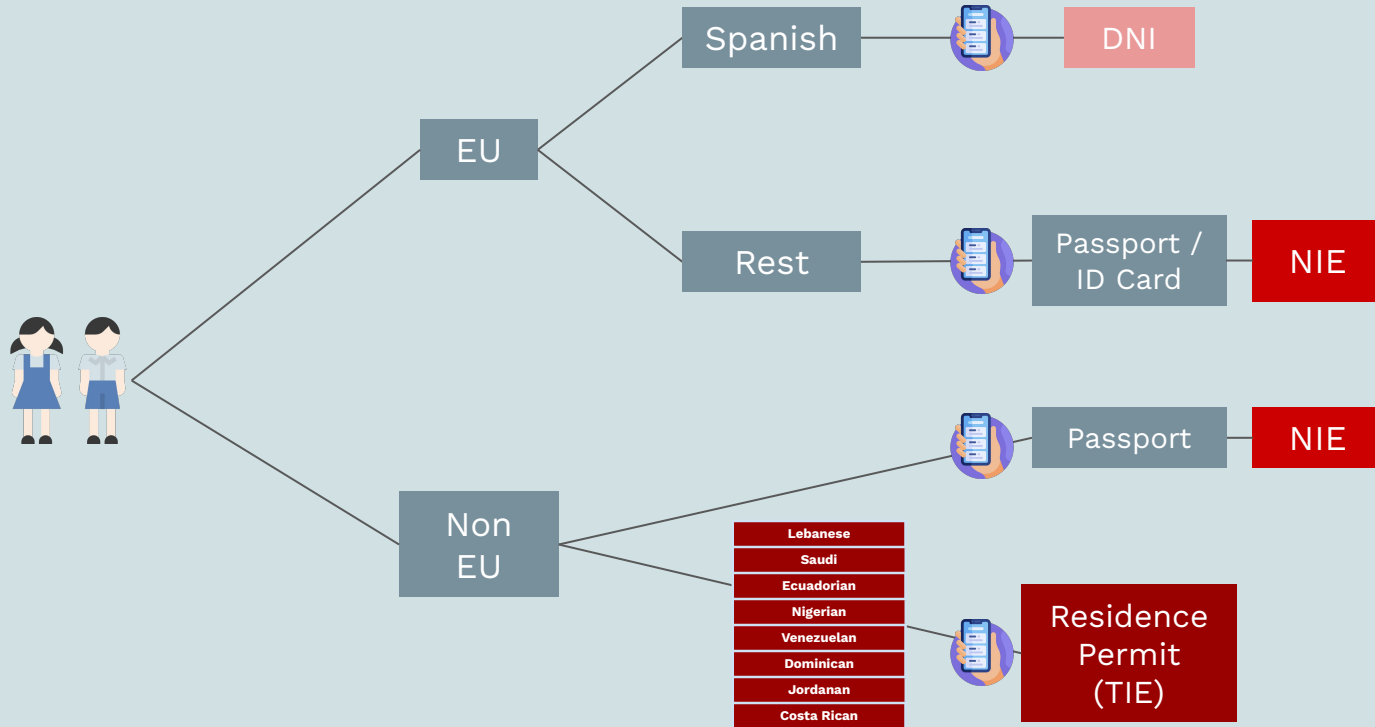 Spanish
DNI
EU
Rest
Passport /
ID Card
NIE
Passport
NIE
Non
EU
Lebanese
Saudi
Ecuadorian
Nigerian
Venezuelan
Dominican
Jordanan
Costa Rican
Residence
Permit
(TIE)